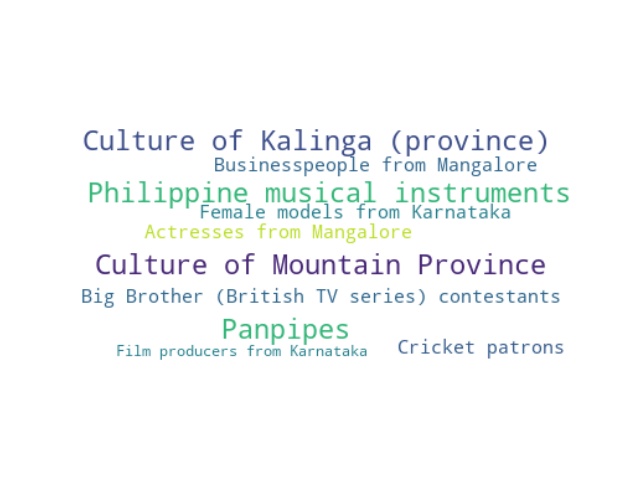 Culture of Kalinga (province)
Businesspeople from Mangalore
Philippine musical instruments
Female models from Karnataka
Actresses from Mangalore
Culture of Mountain Province
Big Brother (British TV series) contestants
Panpipes
Cricket patrons
Film producers from Karnataka